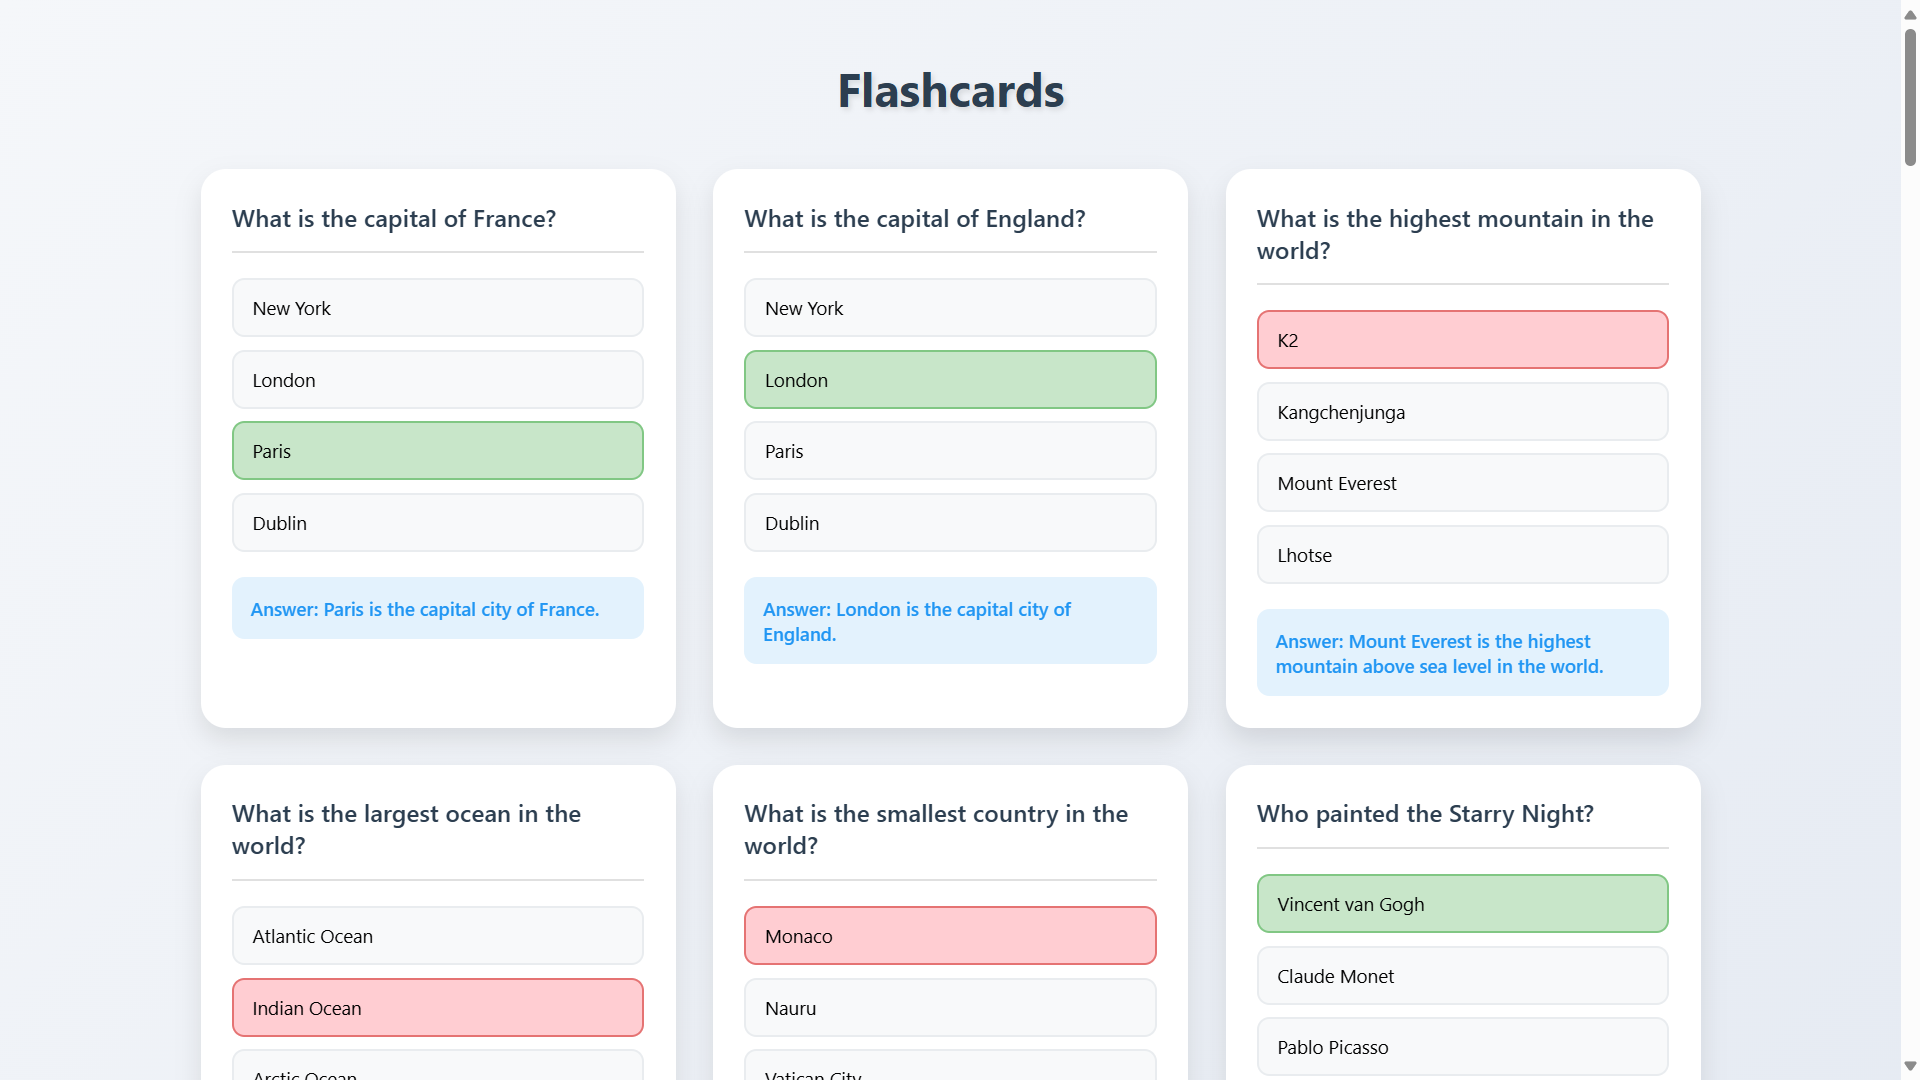 Flashcards
What is the capital of France?
New York
London
Paris
Dublin
Answer: Paris is the capital city of France.
What is the capital of England?
New York
London
Paris
Dublin
Answer: London is the capital city of
England.
What is the highest mountain in the
world?
K2
Kangchenjunga
Mount Everest
Lhotse
Answer: Mount Everest is the highest
mountain above sea level in the world.
What is the largest ocean in the
world?
Atlantic Ocean
Indian Ocean
Arctic Ocean
What is the smallest country in the
world?
Monaco
Nauru
Vatican City
Who painted the Starry Night?
Vincent van Gogh
Claude Monet
Pablo Picasso